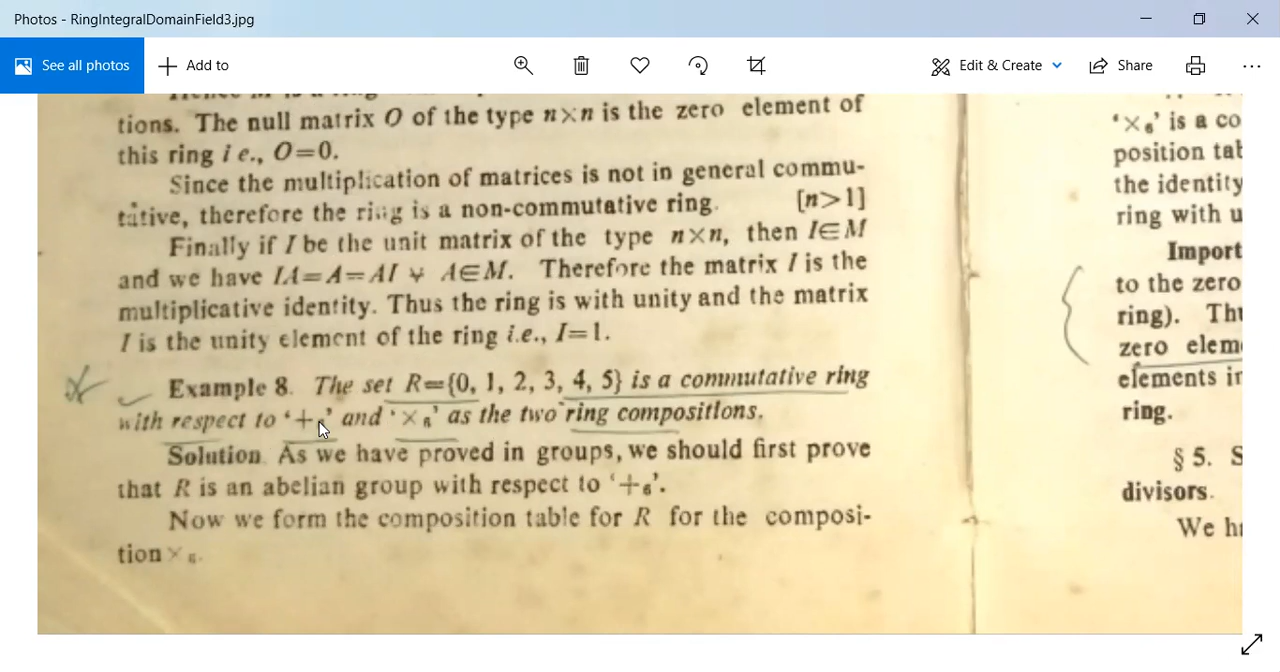 Photos - RingIntegralDomainField3.jpg
See all photos
Add to
Edit & Create
Share
tions. The null matrix O of the type n×n is the zero element of
this ring i e., O=0.
Since the multiplication of matrices is not in general commu-
tative, therefore the ring is a non-commutative ring. [n>1]
Finally if I be the unit matrix of the type n×n, then I∈M
and we have IA=A=AI ∀ A∈M. Therefore the matrix I is the
multiplicative identity. Thus the ring is with unity and the matrix
I is the unity element of the ring i.e., I=1.
Example 8. The set R={0, 1, 2, 3, 4, 5} is a commutative ring
with respect to ‘+₆’ and ‘×₆’ as the two ring compositions.
Solution. As we have proved in groups, we should first prove
that R is an abelian group with respect to ‘+₆’.
Now we form the composition table for R for the composi-
tion ×₆.
‘×₆’ is a co
position tab
the identity
ring with u
Import
to the zero
ring). Thu
zero elem
elements in
ring.
§ 5. S
divisors.
We ha